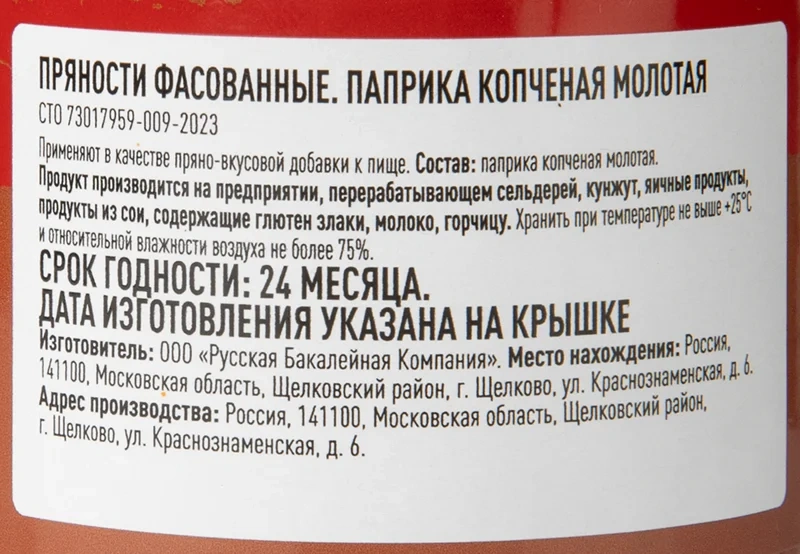 ПРЯНОСТИ ФАСОВАННЫЕ. ПАПРИКА КОПЧЕНАЯ МОЛОТАЯ
СТО 73017959-009-2023
Применяют в качестве пряно-вкусовой добавки к пище. Состав: паприка копченая молотая.
Продукт производится на предприятии, перерабатывающем сельдерей, кунжут, яичные продукты,
продукты из сои, содержащие глютен злаки, молоко, горчицу. Хранить при температуре не выше +25°С
и относительной влажности воздуха не более 75%.
СРОК ГОДНОСТИ: 24 МЕСЯЦА.
ДАТА ИЗГОТОВЛЕНИЯ УКАЗАНА НА КРЫШКЕ
Изготовитель: ООО «Русская Бакалейная Компания». Место нахождения: Россия,
141100, Московская область, Щелковский район, г. Щелково, ул. Краснознаменская, д. 6.
Адрес производства: Россия, 141100, Московская область, Щелковский район,
г. Щелково, ул. Краснознаменская, д. 6.